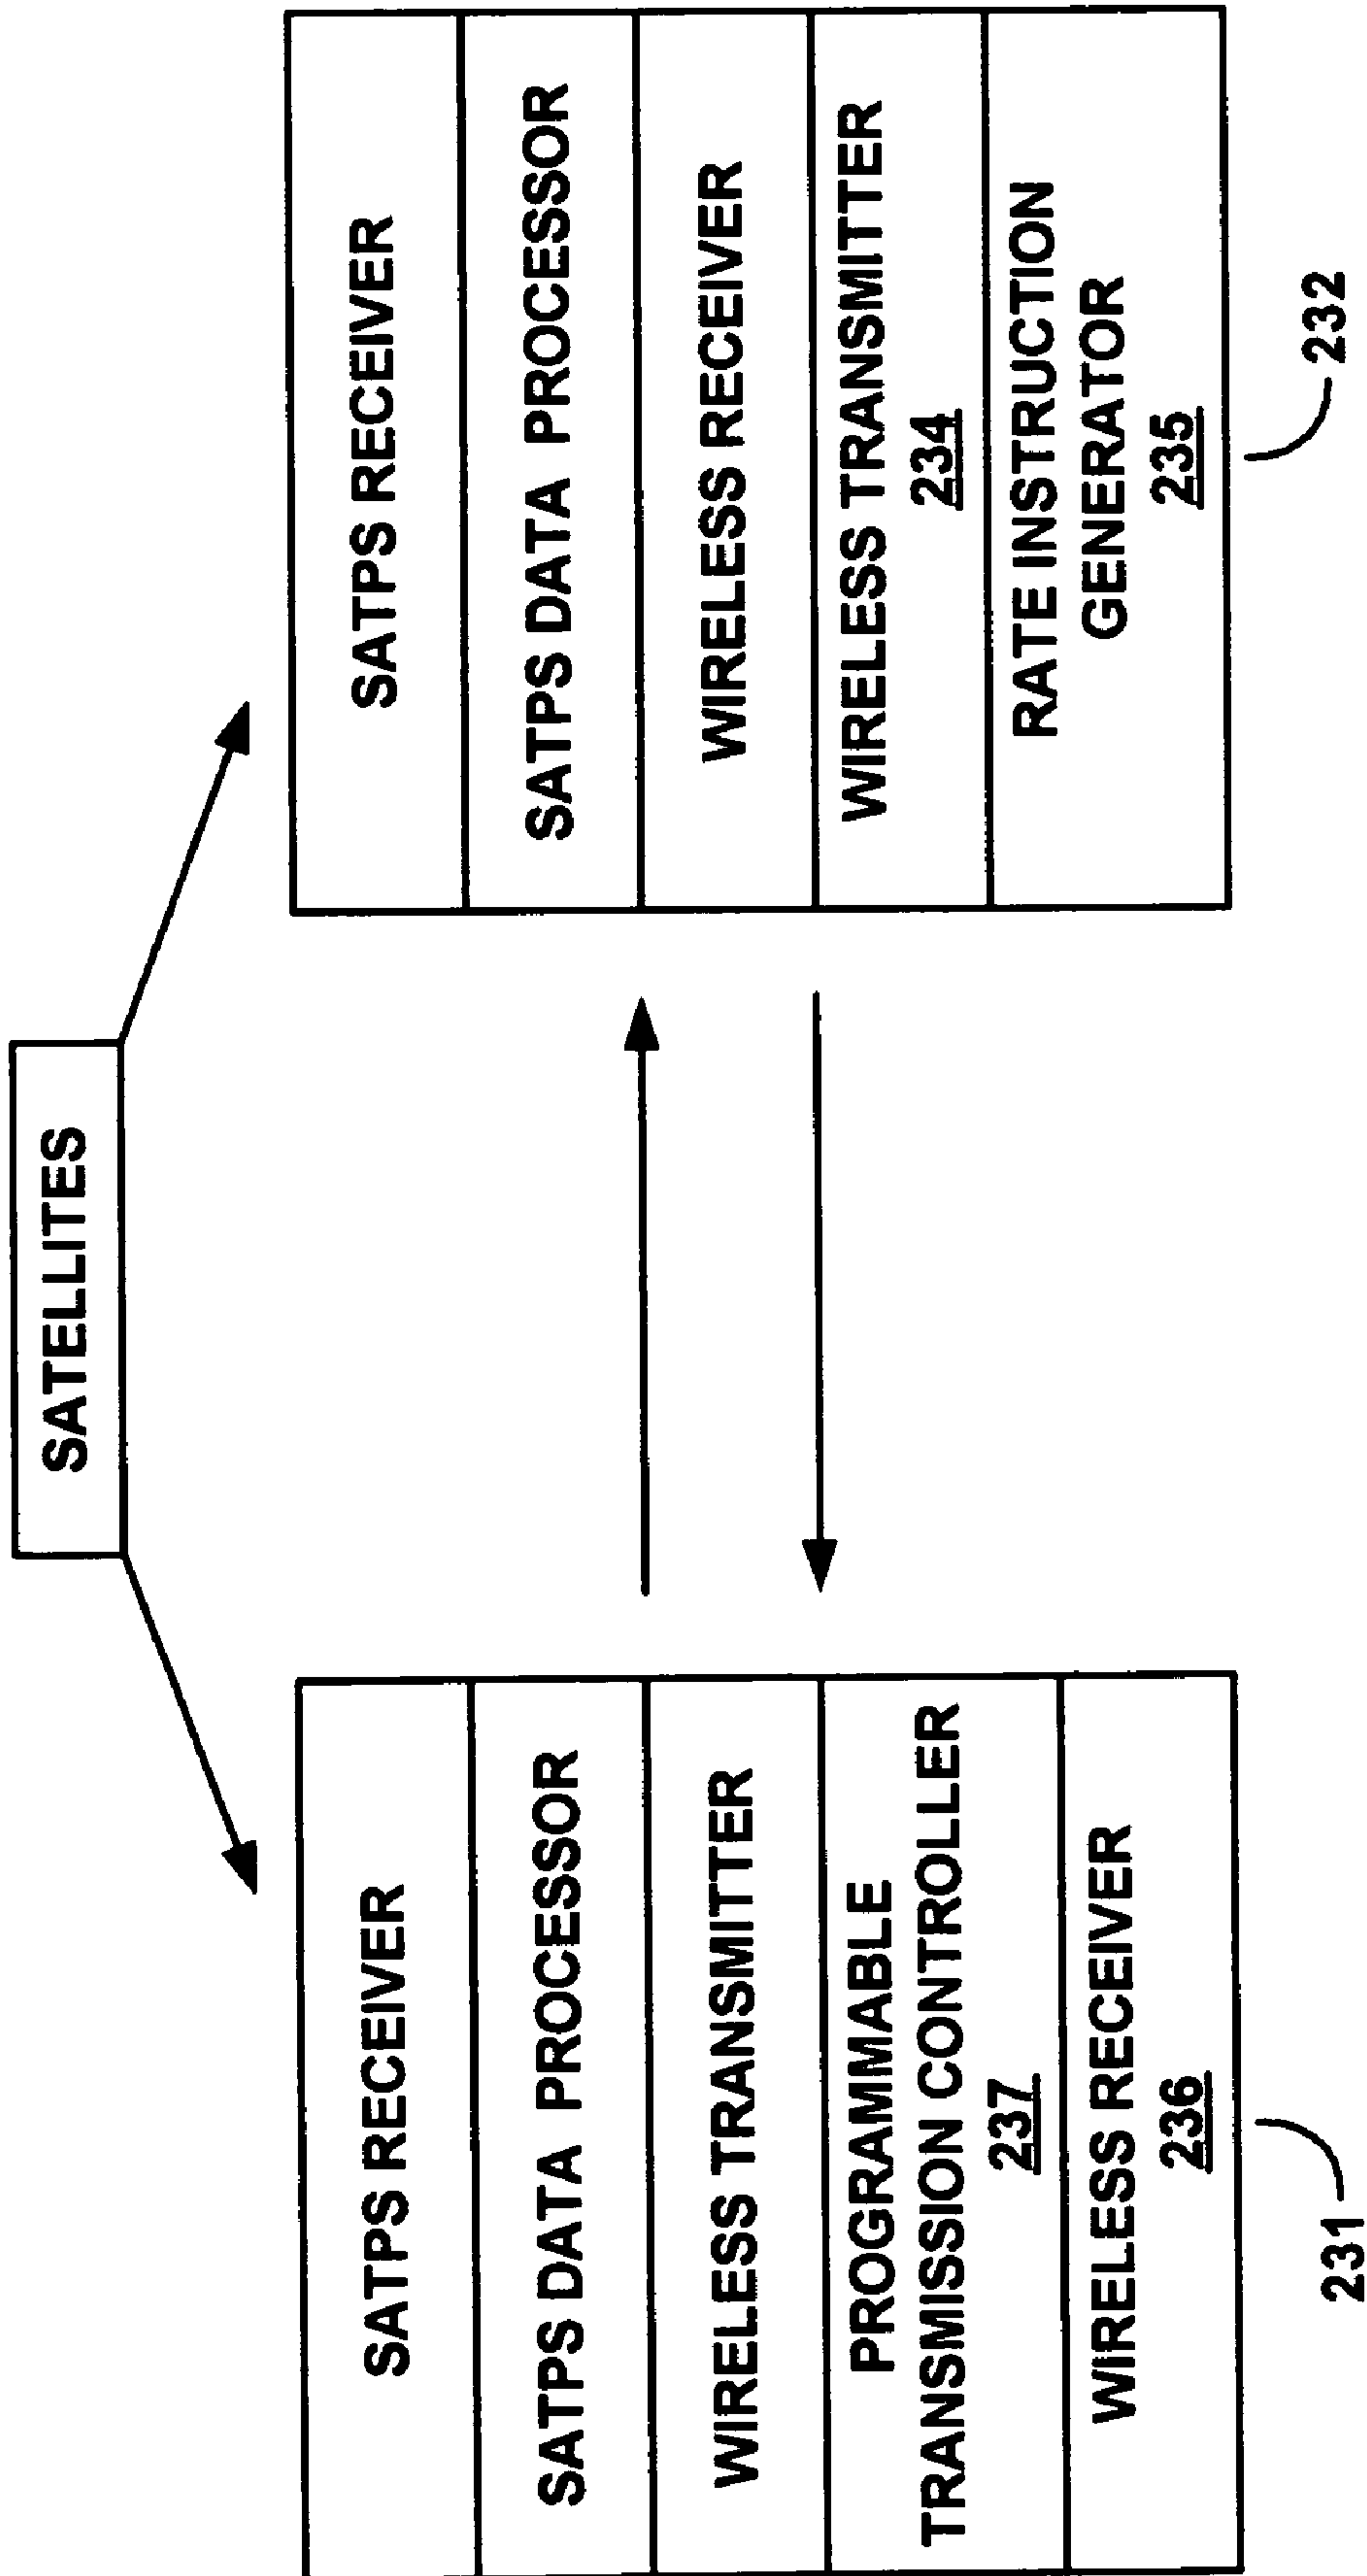 SATELLITES
SATPS RECEIVER
SATPS DATA PROCESSOR
WIRELESS TRANSMITTER
PROGRAMMABLE
TRANSMISSION CONTROLLER
237
WIRELESS RECEIVER
236
231
SATPS RECEIVER
SATPS DATA PROCESSOR
WIRELESS RECEIVER
WIRELESS TRANSMITTER
234
RATE INSTRUCTION
GENERATOR
235
232